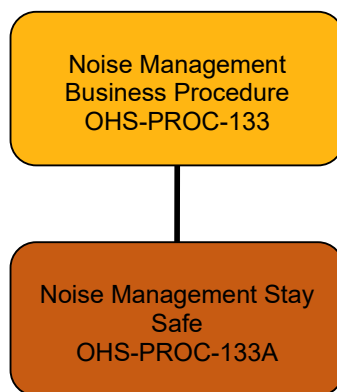 Noise Management
Business Procedure
OHS-PROC-133
Noise Management Stay
Safe
OHS-PROC-133A